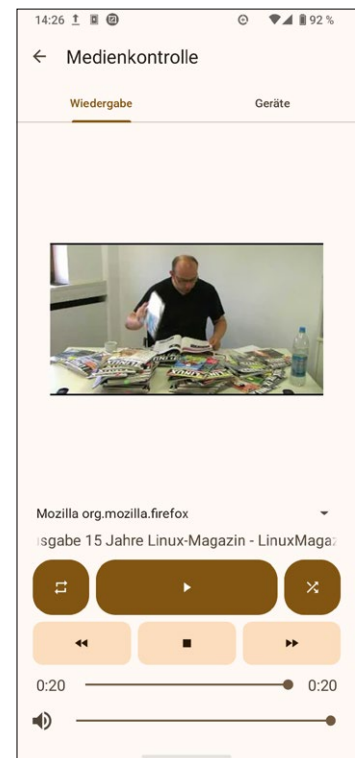 14:26 92 %
Medienkontrolle
Wiedergabe Geräte
Mozilla org.mozilla.firefox
sgabe 15 Jahre Linux-Magazin - LinuxMaga
0:20 0:20